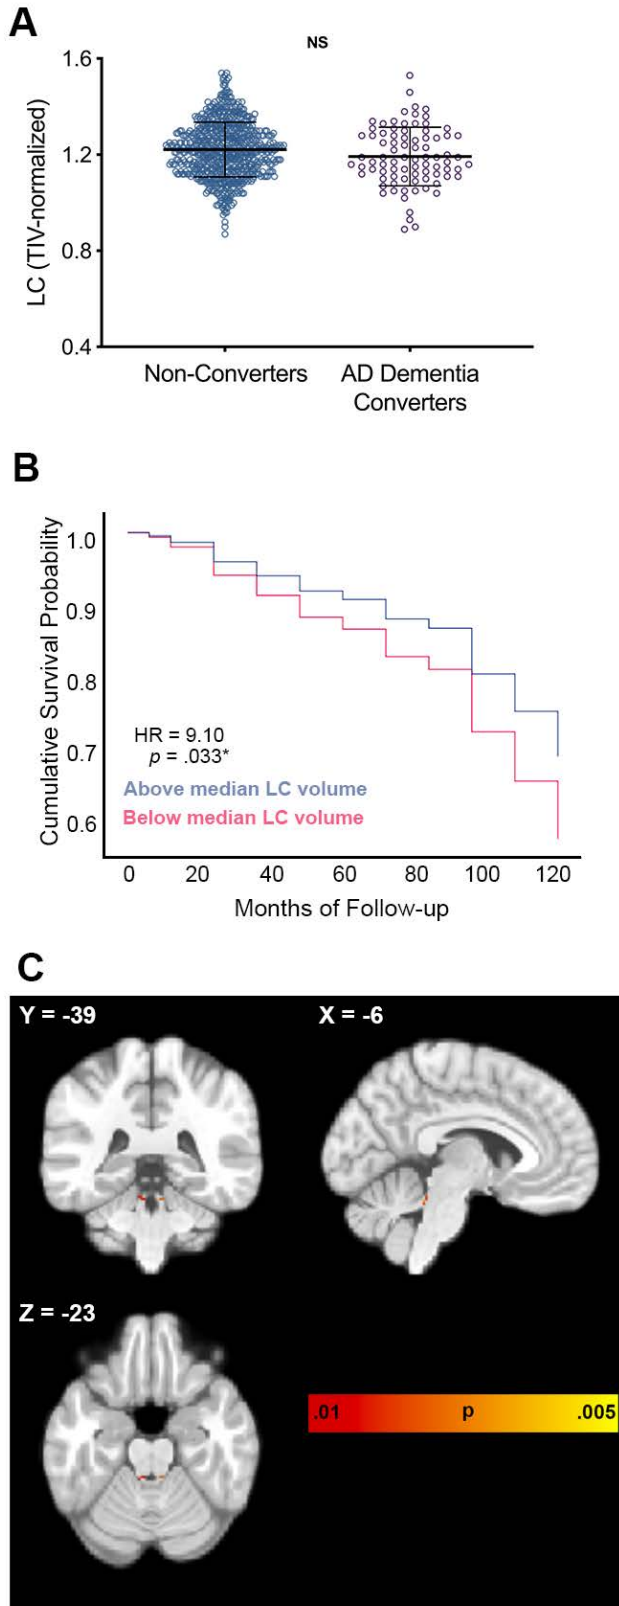 A
NS
1.6
1.2
0.8
0.4
LC (TIV-normalized)
Non-Converters
AD Dementia
Converters
B
Cumulative Survival Probability
1.0
0.9
0.8
0.7
0.6
HR = 9.10
p = .033*
Above median LC volume
Below median LC volume
0 20 40 60 80 100 120
Months of Follow-up
C
Y = -39
X = -6
Z = -23
.01 p .005